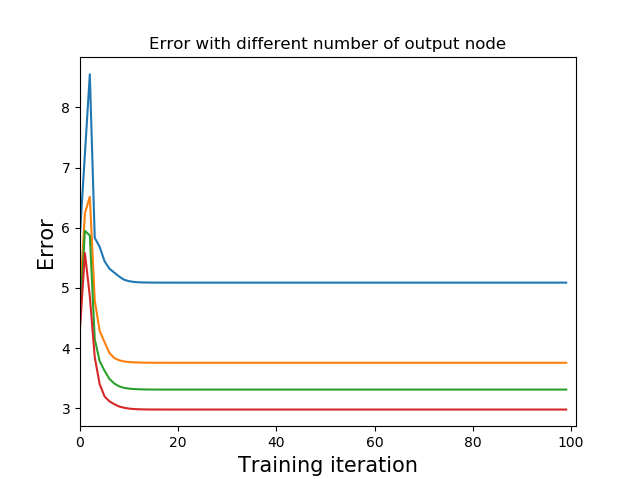 Error with different number of output node
8
7
6
5
4
3
Error
0 20 40 60 80 100
Training iteration